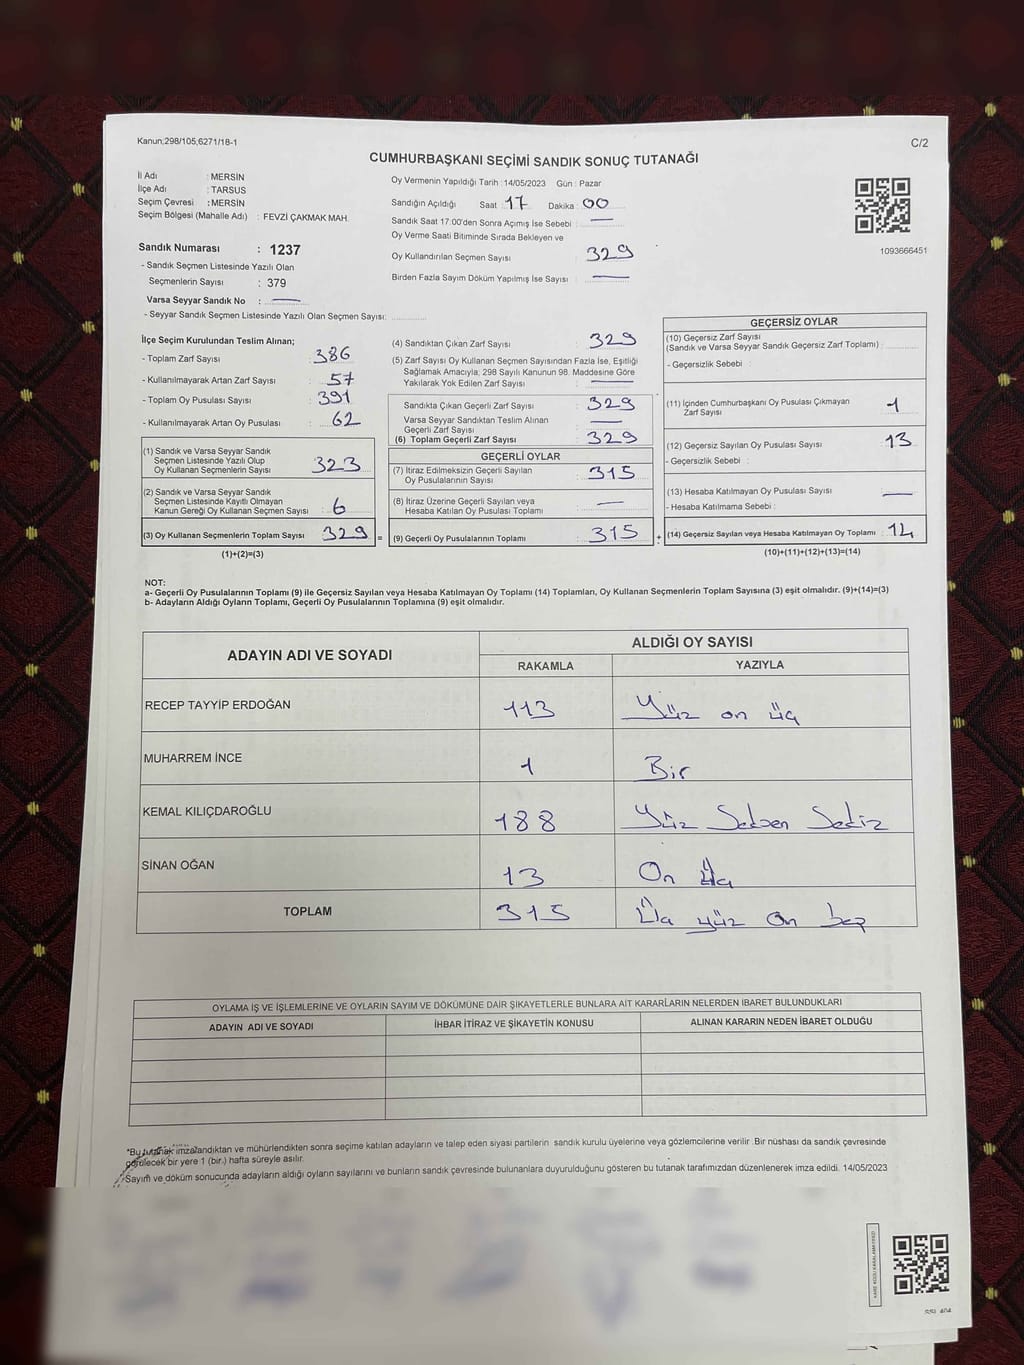 Kanun;298/105;6271/18-1
C/2
CUMHURBAŞKANI SEÇİMİ SANDIK SONUÇ TUTANAĞI
İl Adı : MERSİN
İlçe Adı : TARSUS
Seçim Çevresi : MERSİN
Seçim Bölgesi (Mahalle Adı) : FEVZİ ÇAKMAK MAH.
Sandık Numarası : 1237
- Sandık Seçmen Listesinde Yazılı Olan
Seçmenlerin Sayısı : 379
Varsa Seyyar Sandık No : —
- Seyyar Sandık Seçmen Listesinde Yazılı Olan Seçmen Sayısı:
Oy Vermenin Yapıldığı Tarih : 14/05/2023 Gün : Pazar
Sandığın Açıldığı Saat : 17 Dakika : 00
Sandık Saat 17:00'den Sonra Açımış İse Sebebi : —
Oy Verme Saati Bitiminde Sırada Bekleyen ve
Oy Kullandırılan Seçmen Sayısı : 329
Birden Fazla Sayım Döküm Yapılmış İse Sayısı : —
1093666451
İlçe Seçim Kurulundan Teslim Alınan;
- Toplam Zarf Sayısı : 386
- Kullanılmayarak Artan Zarf Sayısı : 57
- Toplam Oy Pusulası Sayısı : 391
- Kullanılmayarak Artan Oy Pusulası : 62
(1) Sandık ve Varsa Seyyar Sandık
Seçmen Listesinde Yazılı Olup
Oy Kullanan Seçmenlerin Sayısı : 323
(2) Sandık ve Varsa Seyyar Sandık
Seçmen Listesinde Kayıtlı Olmayan
Kanun Gereği Oy Kullanan Seçmen Sayısı : 6
(3) Oy Kullanan Seçmenlerin Toplam Sayısı : 329 =
(1)+(2)=(3)
(4) Sandıktan Çıkan Zarf Sayısı : 329
(5) Zarf Sayısı Oy Kullanan Seçmen Sayısından Fazla İse, Eşitliği
Sağlamak Amacıyla; 298 Sayılı Kanunun 98. Maddesine Göre
Yakılarak Yok Edilen Zarf Sayısı : —
Sandıkta Çıkan Geçerli Zarf Sayısı : 329
Varsa Seyyar Sandıktan Teslim Alınan
Geçerli Zarf Sayısı : —
(6) Toplam Geçerli Zarf Sayısı : 329
GEÇERLİ OYLAR
(7) İtiraz Edilmeksizin Geçerli Sayılan
Oy Pusulalarının Sayısı : 315
(8) İtiraz Üzerine Geçerli Sayılan veya
Hesaba Katılan Oy Pusulası Toplamı : —
(9) Geçerli Oy Pusulalarının Toplamı : 315 +
GEÇERSİZ OYLAR
(10) Geçersiz Zarf Sayısı
(Sandık ve Varsa Seyyar Sandık Geçersiz Zarf Toplamı) :
- Geçersizlik Sebebi :
(11) İçinden Cumhurbaşkanı Oy Pusulası Çıkmayan
Zarf Sayısı : 1
(12) Geçersiz Sayılan Oy Pusulası Sayısı : 13
- Geçersizlik Sebebi :
(13) Hesaba Katılmayan Oy Pusulası Sayısı : —
- Hesaba Katılmama Sebebi :
(14) Geçersiz Sayılan veya Hesaba Katılmayan Oy Toplamı : 14
(10)+(11)+(12)+(13)=(14)
NOT:
a- Geçerli Oy Pusulalarının Toplamı (9) ile Geçersiz Sayılan veya Hesaba Katılmayan Oy Toplamı (14) Toplamları, Oy Kullanan Seçmenlerin Toplam Sayısına (3) eşit olmalıdır. (9)+(14)=(3)
b- Adayların Aldığı Oyların Toplamı, Geçerli Oy Pusulalarının Toplamına (9) eşit olmalıdır.
ADAYIN ADI VE SOYADI ALDIĞI OY SAYISI
RAKAMLA YAZIYLA
RECEP TAYYİP ERDOĞAN 113 Yüz on üç
MUHARREM İNCE 1 Bir
KEMAL KILIÇDAROĞLU 188 Yüz Seksen Sekiz
SİNAN OĞAN 13 On üç
TOPLAM 315 Üç yüz on beş
OYLAMA İŞ VE İŞLEMLERİNE VE OYLARIN SAYIM VE DÖKÜMÜNE DAİR ŞİKAYETLERLE BUNLARA AİT KARARLARIN NELERDEN İBARET BULUNDUKLARI
ADAYIN ADI VE SOYADI İHBAR İTİRAZ VE ŞİKAYETİN KONUSU ALINAN KARARIN NEDEN İBARET OLDUĞU
*Bu tutanak imzalandıktan ve mühürlendikten sonra seçime katılan adayların ve talep eden siyasi partilerin sandık kurulu üyelerine veya gözlemcilerine verilir .Bir nüshası da sandık çevresinde
görülecek bir yere 1 (bir.) hafta süreyle asılır.
Sayım ve döküm sonucunda adayların aldığı oyların sayılarını ve bunların sandık çevresinde bulunanlara duyurulduğunu gösteren bu tutanak tarafımızdan düzenlenerek imza edildi. 14/05/2023